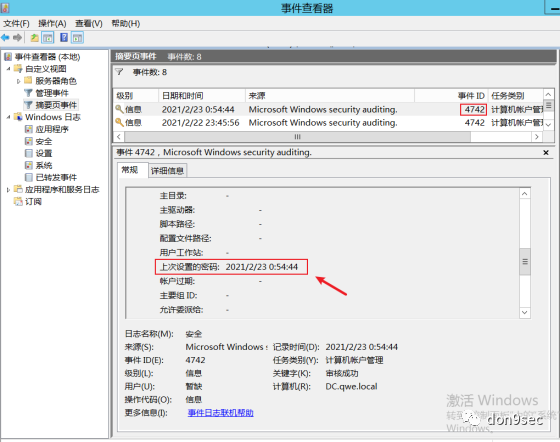 事件查看器
文件(F) 操作(A) 查看(V) 帮助(H)
事件查看器 (本地)
自定义视图
服务器角色
管理事件
摘要页事件
Windows 日志
应用程序
安全
设置
系统
已转发事件
应用程序和服务日志
订阅
摘要页事件 事件数: 8
事件数: 8
级别 日期和时间 来源 事件 ID 任务类别
信息 2021/2/23 0:54:44 Microsoft Windows security auditing. 4742 计算机帐户管理
信息 2021/2/22 23:45:56 Microsoft Windows security auditing. 4742 计算机帐户管理
事件 4742，Microsoft Windows security auditing.
常规 详细信息
主目录: -
主驱动器: -
脚本路径: -
配置文件路径: -
用户工作站: -
上次设置的密码: 2021/2/23 0:54:44
帐户过期: -
主要组 ID: -
允许委派给: -
日志名称(M): 安全
来源(S): Microsoft Windows s 记录时间(D): 2021/2/23 0:54:44
事件 ID(E): 4742 任务类别(Y): 计算机帐户管理
级别(L): 信息 关键字(K): 审核成功
用户(U): 暂缺 计算机(R): DC.qwe.local
操作代码(O): 信息
更多信息(I): 事件日志联机帮助
激活 Windows
don9sec
Windows。